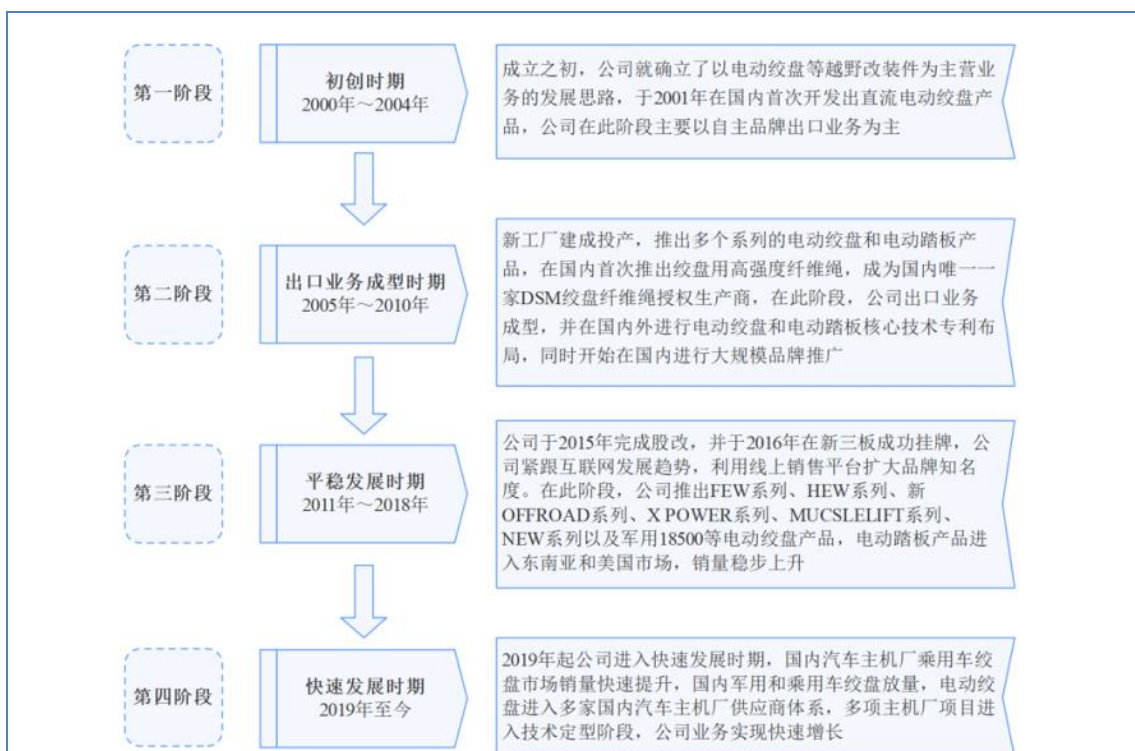 第一阶段
初创时期
2000年～2004年
成立之初，公司就确立了以电动绞盘等越野改装件为主营业
务的发展思路，于2001年在国内首次开发出直流电动绞盘产
品，公司在此阶段主要以自主品牌出口业务为主
第二阶段
出口业务成型时期
2005年～2010年
新工厂建成投产，推出多个系列的电动绞盘和电动踏板产
品，在国内首次推出绞盘用高强度纤维绳，成为国内唯一一
家DSM绞盘纤维绳授权生产商，在此阶段，公司出口业务
成型，并在国内外进行电动绞盘和电动踏板核心技术专利布
局，同时开始在国内进行大规模品牌推广
第三阶段
平稳发展时期
2011年～2018年
公司于2015年完成股改，并于2016年在新三板成功挂牌，公
司紧跟互联网发展趋势，利用线上销售平台扩大品牌知名
度。在此阶段，公司推出FEW系列、HEW系列、新
OFFROAD系列、X POWER系列、MUCSLELIFT系列、
NEW系列以及军用18500等电动绞盘产品，电动踏板产品进
入东南亚和美国市场，销量稳步上升
第四阶段
快速发展时期
2019年至今
2019年起公司进入快速发展时期，国内汽车主机厂乘用车绞
盘市场销量快速提升，国内军用和乘用车绞盘放量，电动绞
盘进入多家国内汽车主机厂供应商体系，多项主机厂项目进
入技术定型阶段，公司业务实现快速增长